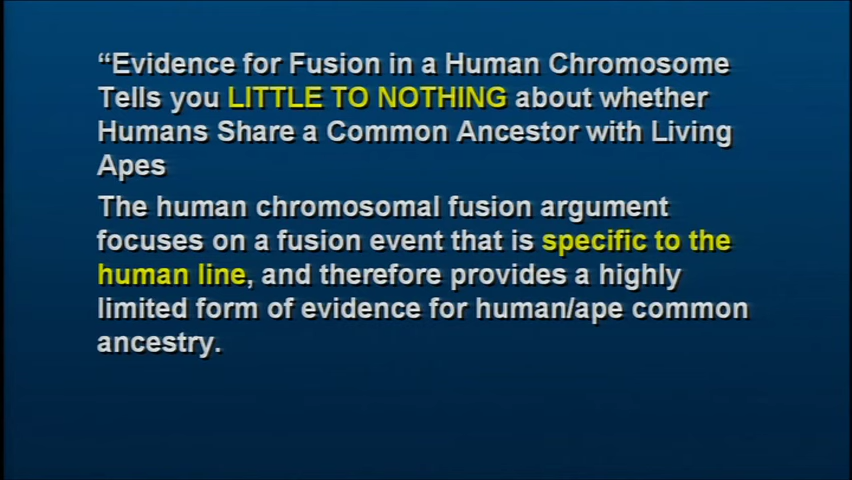 “Evidence for Fusion in a Human Chromosome
Tells you LITTLE TO NOTHING about whether
Humans Share a Common Ancestor with Living
Apes
The human chromosomal fusion argument
focuses on a fusion event that is specific to the
human line, and therefore provides a highly
limited form of evidence for human/ape common
ancestry.